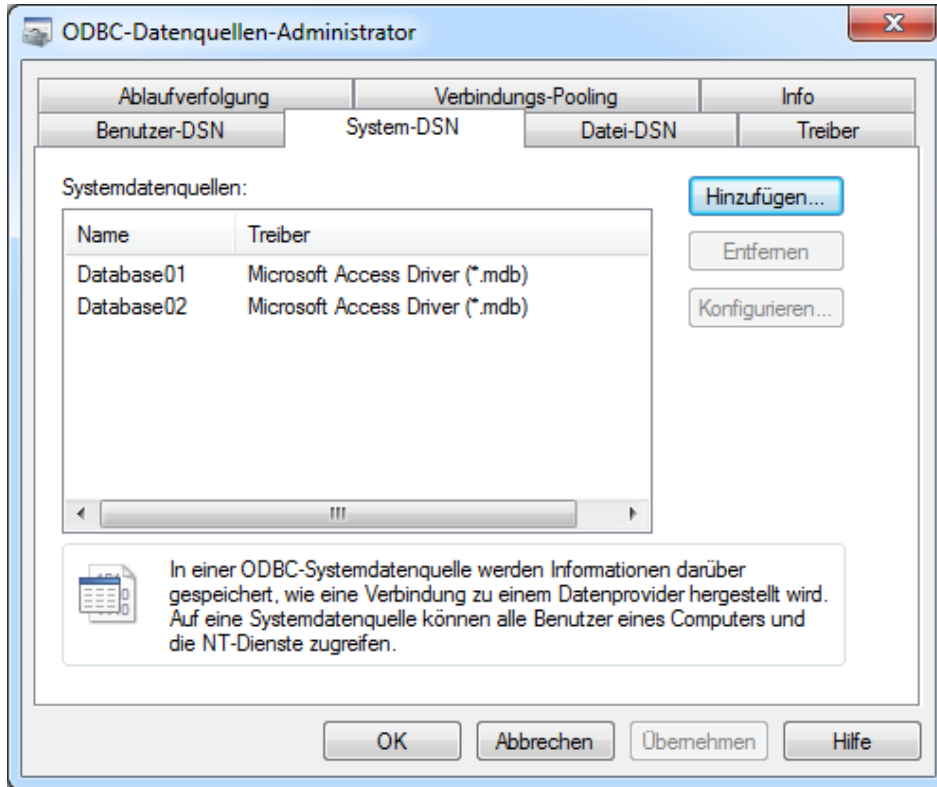 ODBC-Datenquellen-Administrator
Ablaufverfolgung Verbindungs-Pooling Info
Benutzer-DSN System-DSN Datei-DSN Treiber
Systemdatenquellen:
Hinzufügen...
Name Treiber
Entfernen
Database01 Microsoft Access Driver (*.mdb)
Database02 Microsoft Access Driver (*.mdb)
Konfigurieren...
In einer ODBC-Systemdatenquelle werden Informationen darüber
gespeichert, wie eine Verbindung zu einem Datenprovider hergestellt wird.
Auf eine Systemdatenquelle können alle Benutzer eines Computers und
die NT-Dienste zugreifen.
OK Abbrechen Übernehmen Hilfe